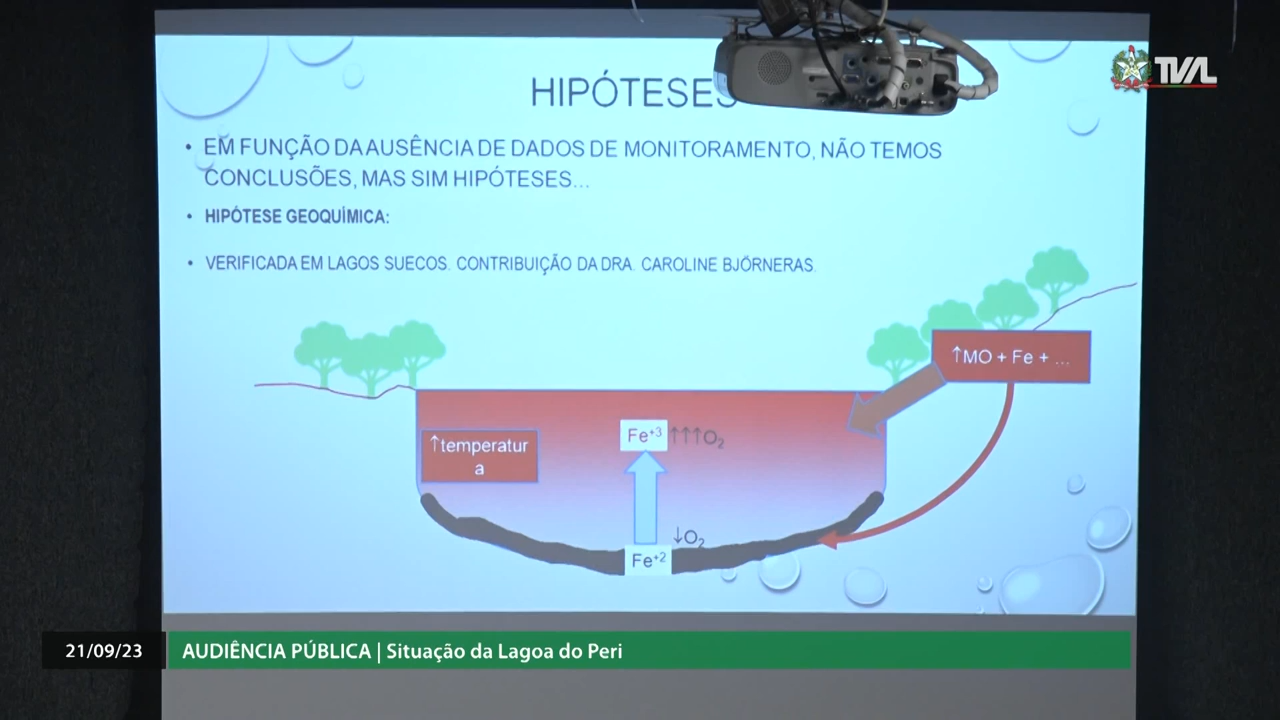 TVAL
HIPÓTESES
• EM FUNÇÃO DA AUSÊNCIA DE DADOS DE MONITORAMENTO, NÃO TEMOS
CONCLUSÕES, MAS SIM HIPÓTESES...
• HIPÓTESE GEOQUÍMICA:
• VERIFICADA EM LAGOS SUECOS. CONTRIBUIÇÃO DA DRA. CAROLINE BJÖRNERAS.
↑MO + Fe + ...
Fe+3 ↑↑↑O2
↑temperatur
a
↓O2
Fe+2
21/09/23
AUDIÊNCIA PÚBLICA | Situação da Lagoa do Peri